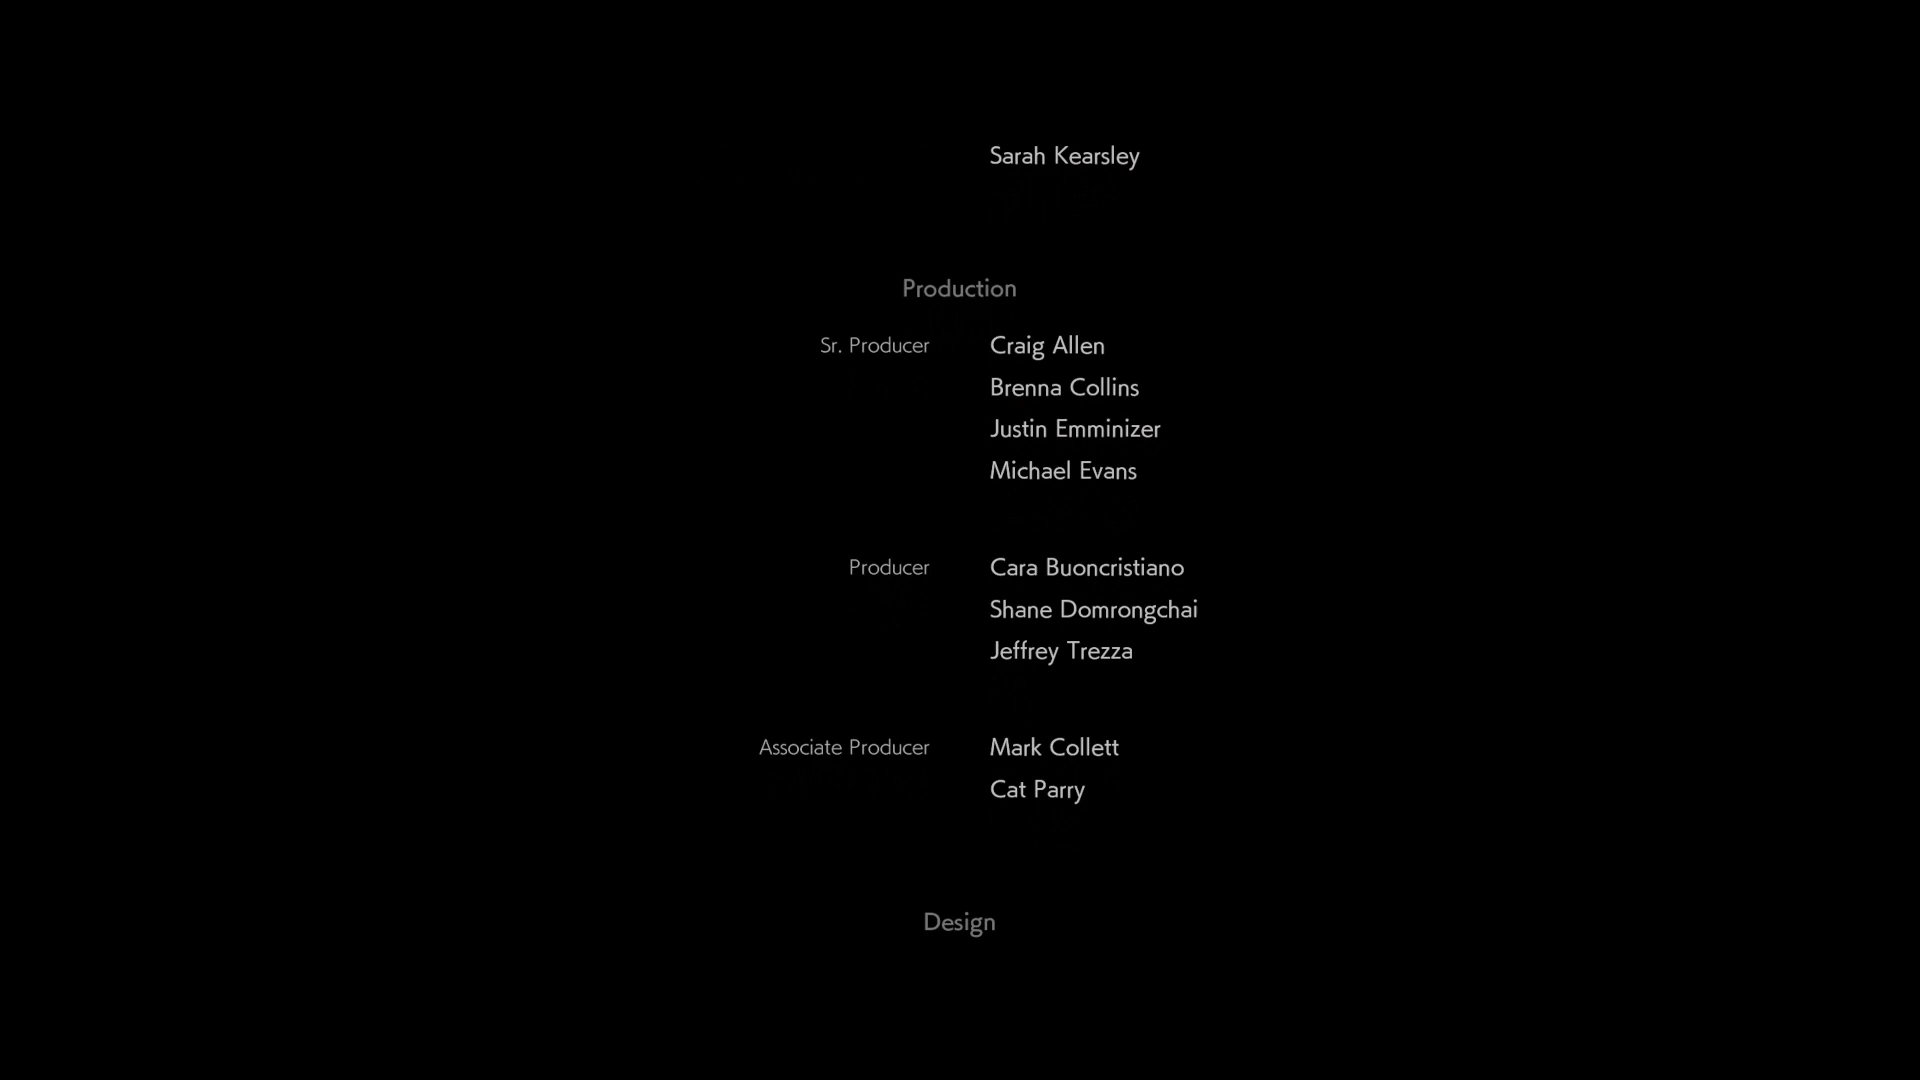 Sarah Kearsley
Production
Sr. Producer Craig Allen
Brenna Collins
Justin Emminizer
Michael Evans
Producer Cara Buoncristiano
Shane Domrongchai
Jeffrey Trezza
Associate Producer Mark Collett
Cat Parry
Design